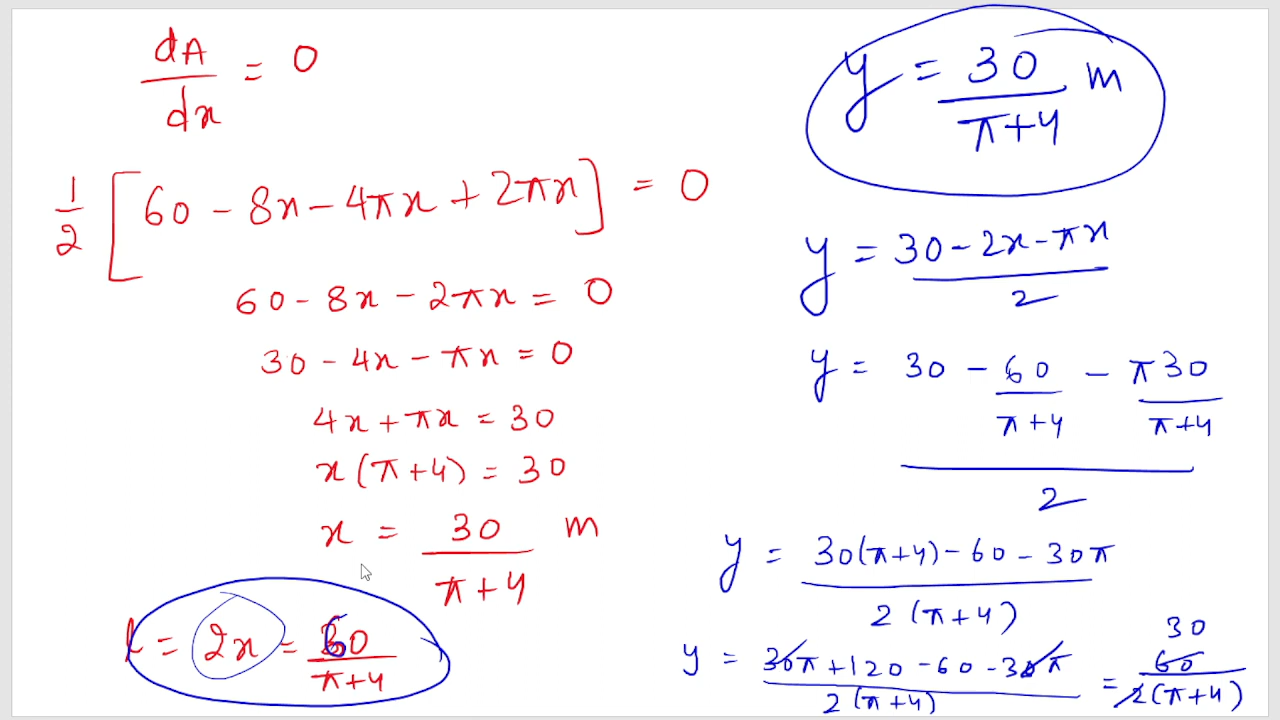 dA/dx = 0
1/2 [60 - 8x - 4πx + 2πx] = 0
60 - 8x - 2πx = 0
30 - 4x - πx = 0
4x + πx = 30
x(π+4) = 30
x = 30/(π+4) m
l = 2x = 60/(π+4)
y = 30/(π+4) m
y = (30 - 2x - πx)/2
y = (30 - 60/(π+4) - π30/(π+4))/2
y = (30(π+4) - 60 - 30π)/(2(π+4))
y = (30π + 120 - 60 - 30π)/(2(π+4)) = 30 60/(2(π+4))